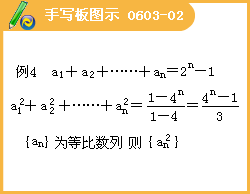 手写板图示 0603-02
例4 a₁+a₂+……+aₙ=2ⁿ-1
a₁²+a₂²+……+aₙ²=(1-4ⁿ)/(1-4)=(4ⁿ-1)/3
{aₙ}为等比数列 则{aₙ²}